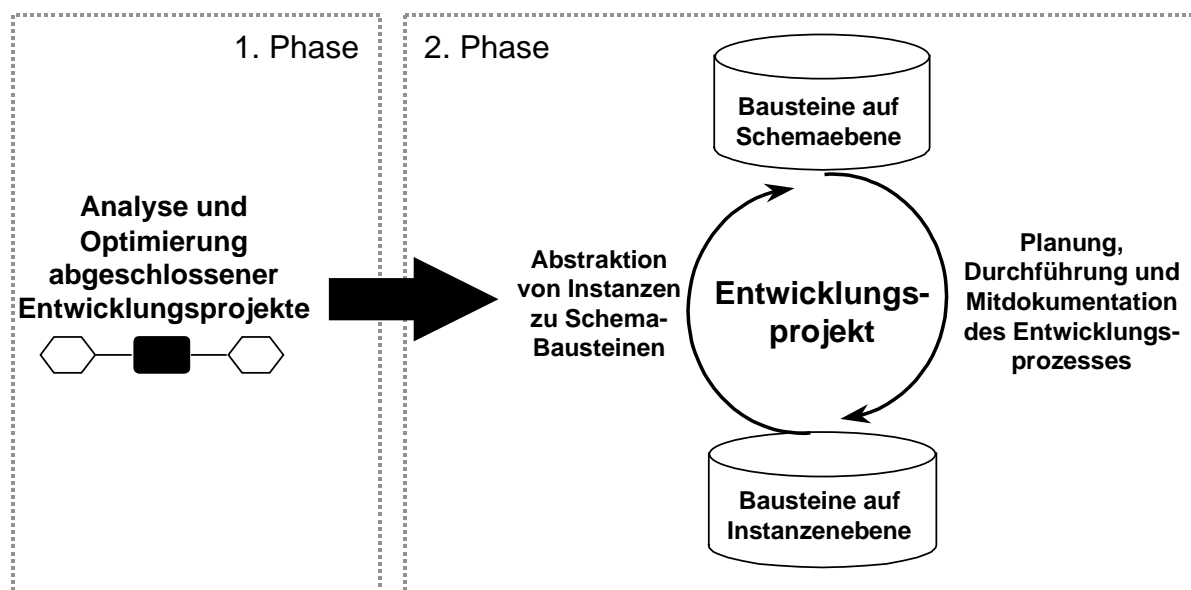 1. Phase
Analyse und
Optimierung
abgeschlossener
Entwicklungsprojekte
2. Phase
Bausteine auf
Schemaebene
Abstraktion
von Instanzen
zu Schema-
Bausteinen
Entwicklungs-
projekt
Planung,
Durchführung und
Mitdokumentation
des Entwicklungs-
prozesses
Bausteine auf
Instanzenebene